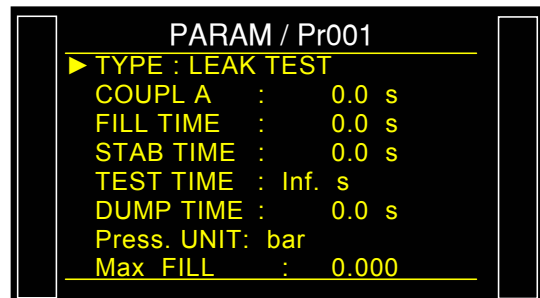 PARAM / Pr001
► TYPE : LEAK TEST
COUPL A : 0.0 s
FILL TIME : 0.0 s
STAB TIME : 0.0 s
TEST TIME : Inf. s
DUMP TIME : 0.0 s
Press. UNIT: bar
Max FILL : 0.000